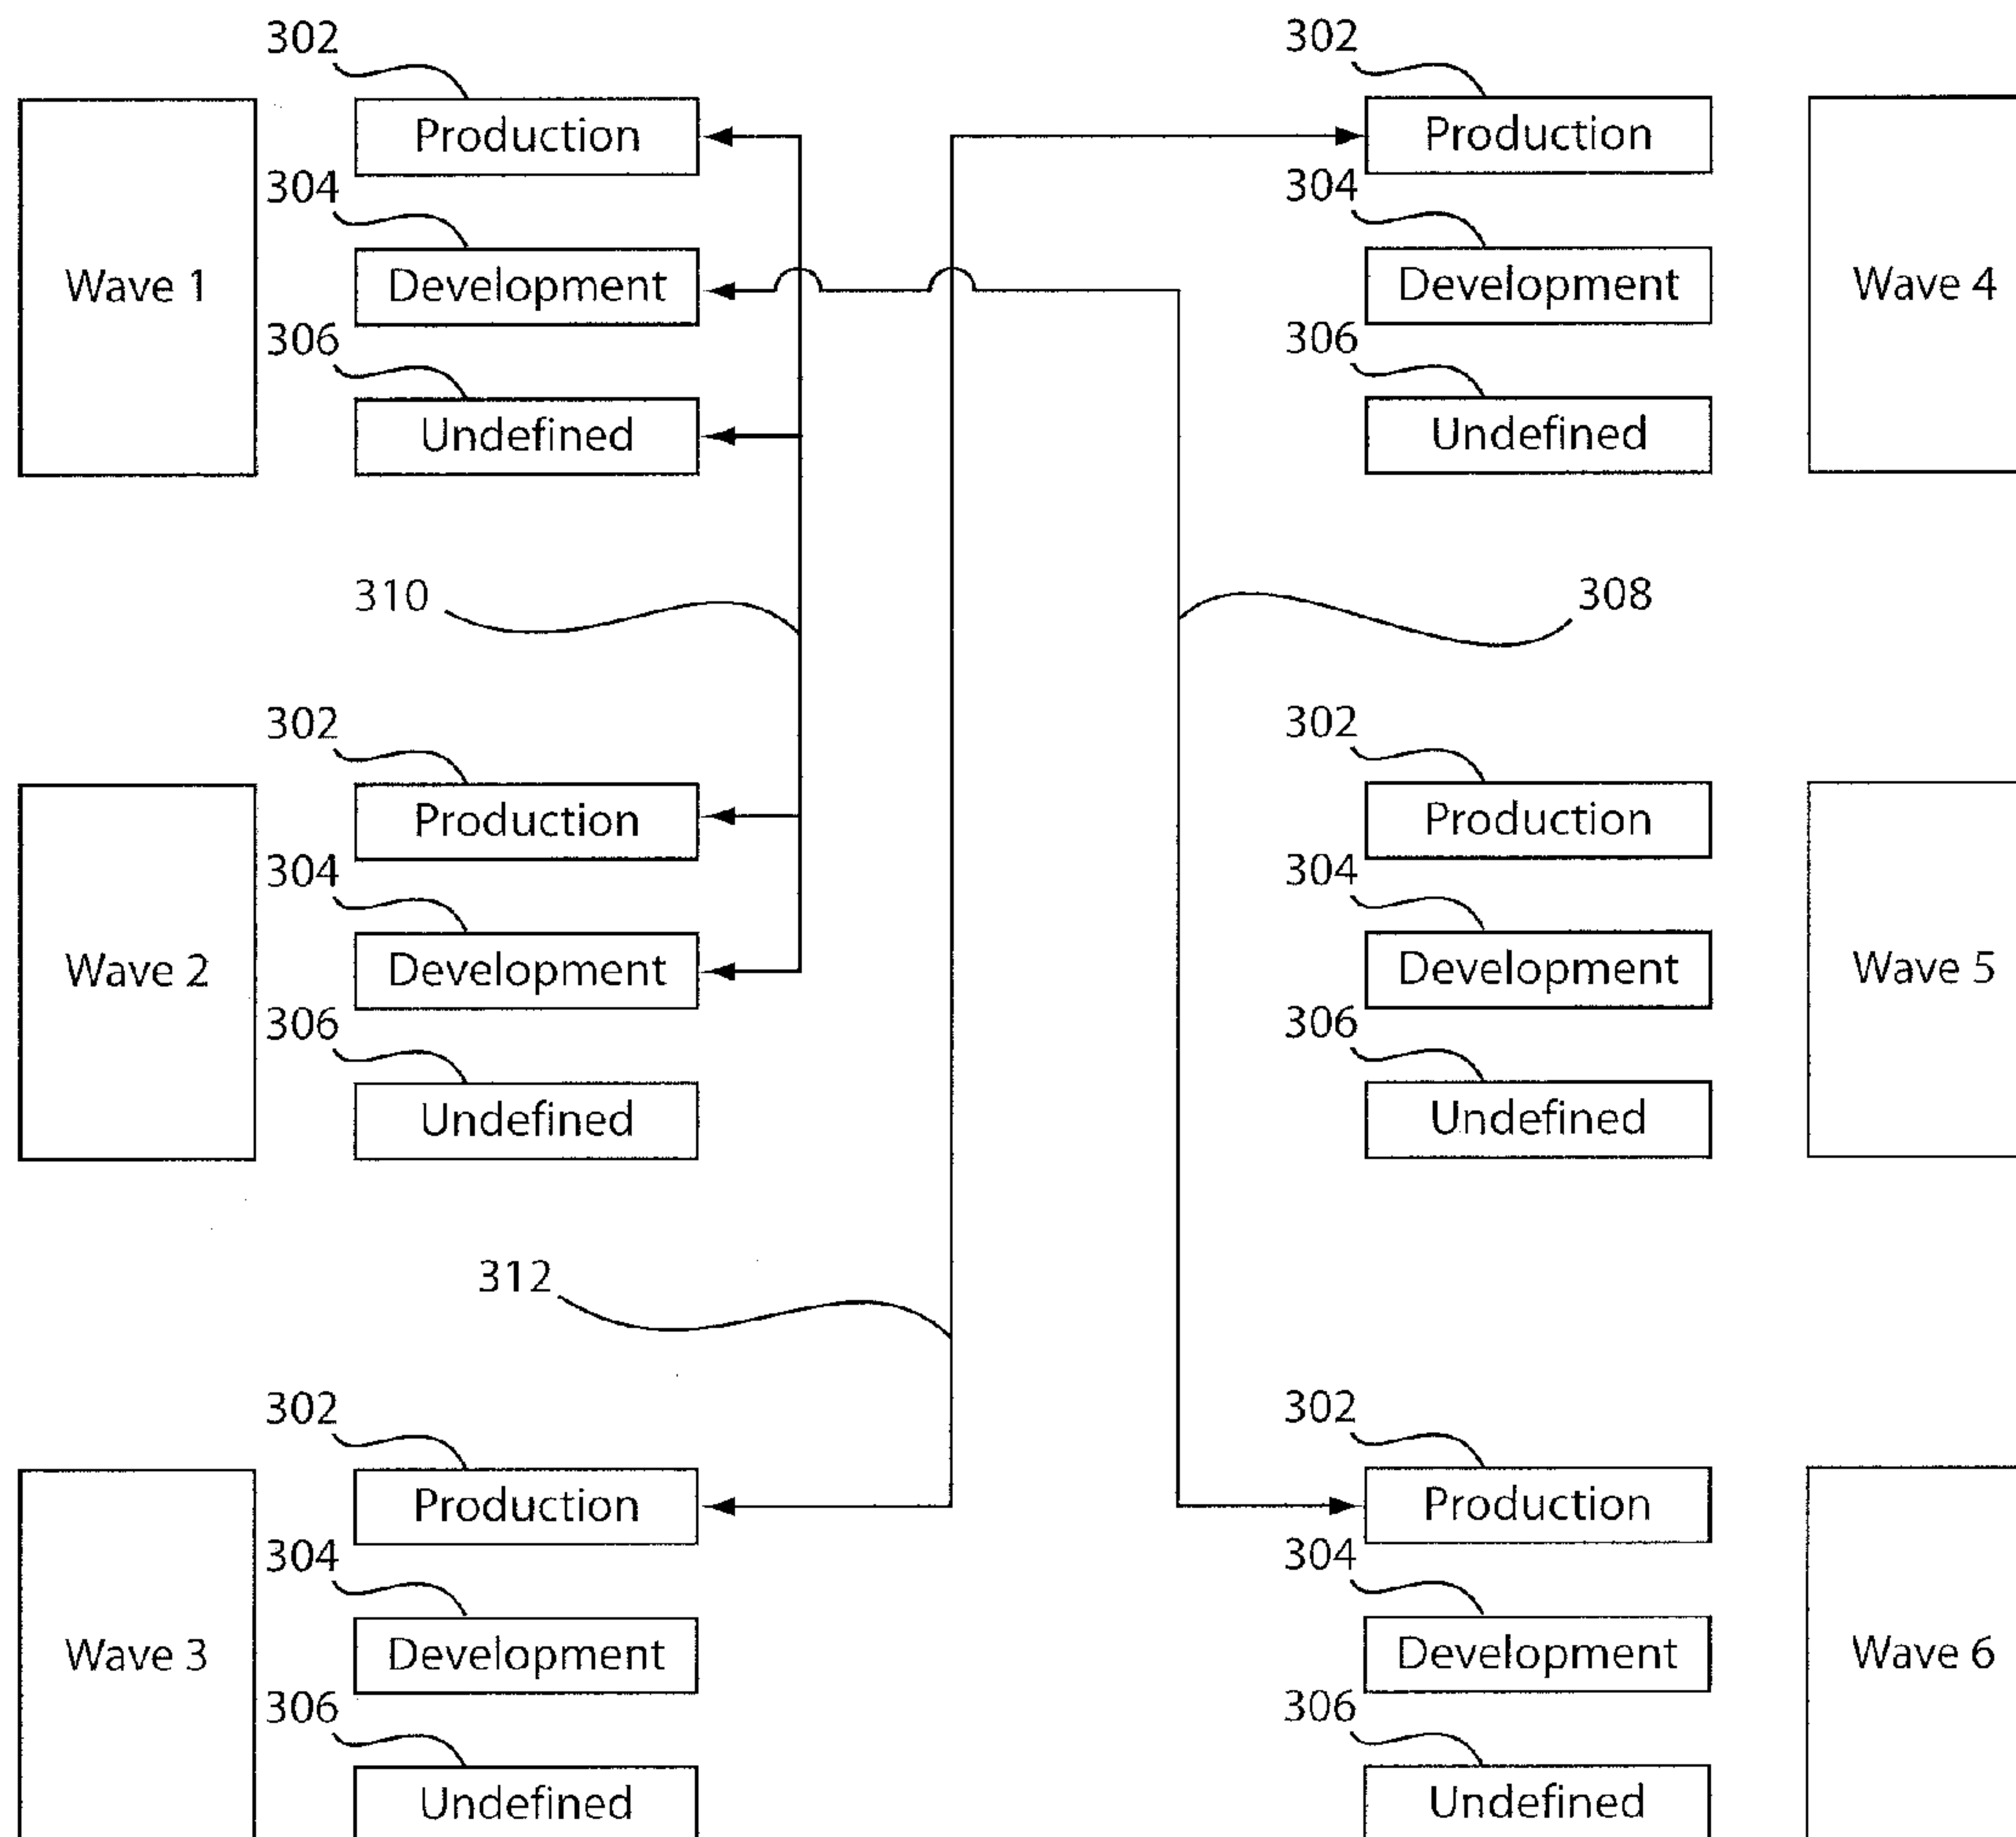 302
Production
304
Wave 1
Development
306
Undefined
302
Production
304
Development
Wave 4
306
Undefined
310
308
302
Production
304
Wave 2
Development
306
Undefined
302
Production
304
Development
Wave 5
306
Undefined
312
302
Production
304
Wave 3
Development
306
Undefined
302
Production
304
Development
Wave 6
306
Undefined